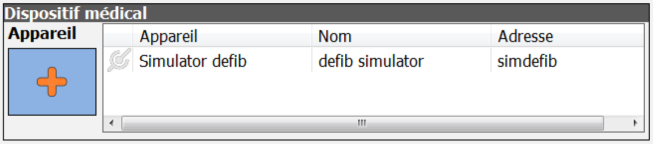 Dispositif médical
Appareil
Appareil Nom Adresse
Simulator defib defib simulator simdefib